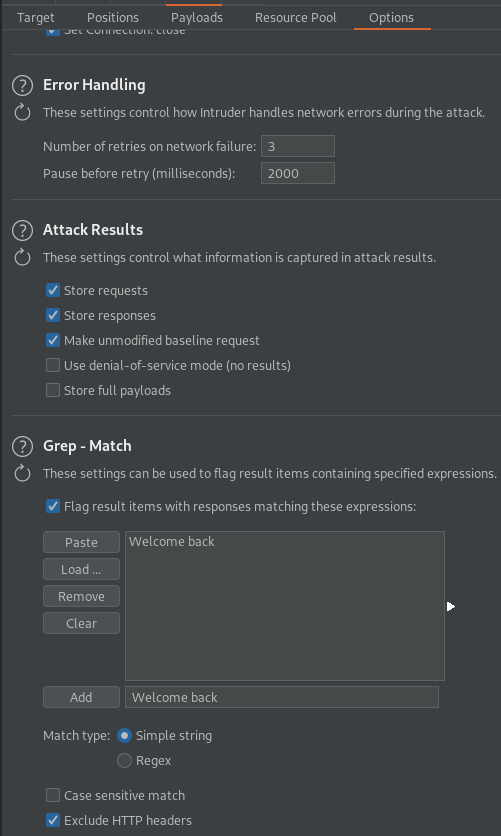 Target Positions Payloads Resource Pool Options
Set Connection: close
Error Handling
These settings control how Intruder handles network errors during the attack.
Number of retries on network failure: 3
Pause before retry (milliseconds): 2000
Attack Results
These settings control what information is captured in attack results.
Store requests
Store responses
Make unmodified baseline request
Use denial-of-service mode (no results)
Store full payloads
Grep - Match
These settings can be used to flag result items containing specified expressions.
Flag result items with responses matching these expressions:
Paste Welcome back
Load ...
Remove
Clear
Add Welcome back
Match type: Simple string
Regex
Case sensitive match
Exclude HTTP headers